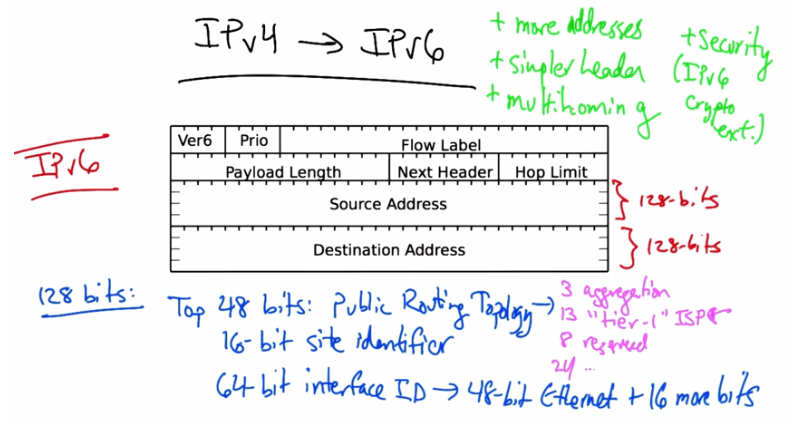 IPv4 → IPv6
+ more addresses
+ simpler header
+ multihoming
+ Security
(IPv6
Crypto
ext.)
IPv6
Ver6 Prio Flow Label
Payload Length Next Header Hop Limit
Source Address
128-bits
Destination Address
128-bits
128 bits: Top 48 bits: Public Routing Topology →
3 aggregation
13 "tier-1" ISP ←
8 reserved
24 ...
16-bit site identifier
64-bit interface ID → 48-bit Ethernet + 16 more bits